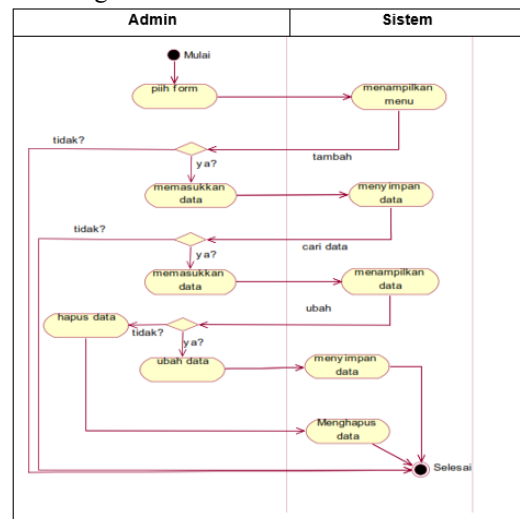 Admin
Sistem
Mulai
piih form
menampilkan
menu
tidak?
tambah
ya?
memasukkan
data
menyimpan
data
tidak?
cari data
ya?
memasukkan
data
menampilkan
data
ubah
hapus data
tidak?
ya?
ubah data
menyimpan
data
Menghapus
data
Selesai